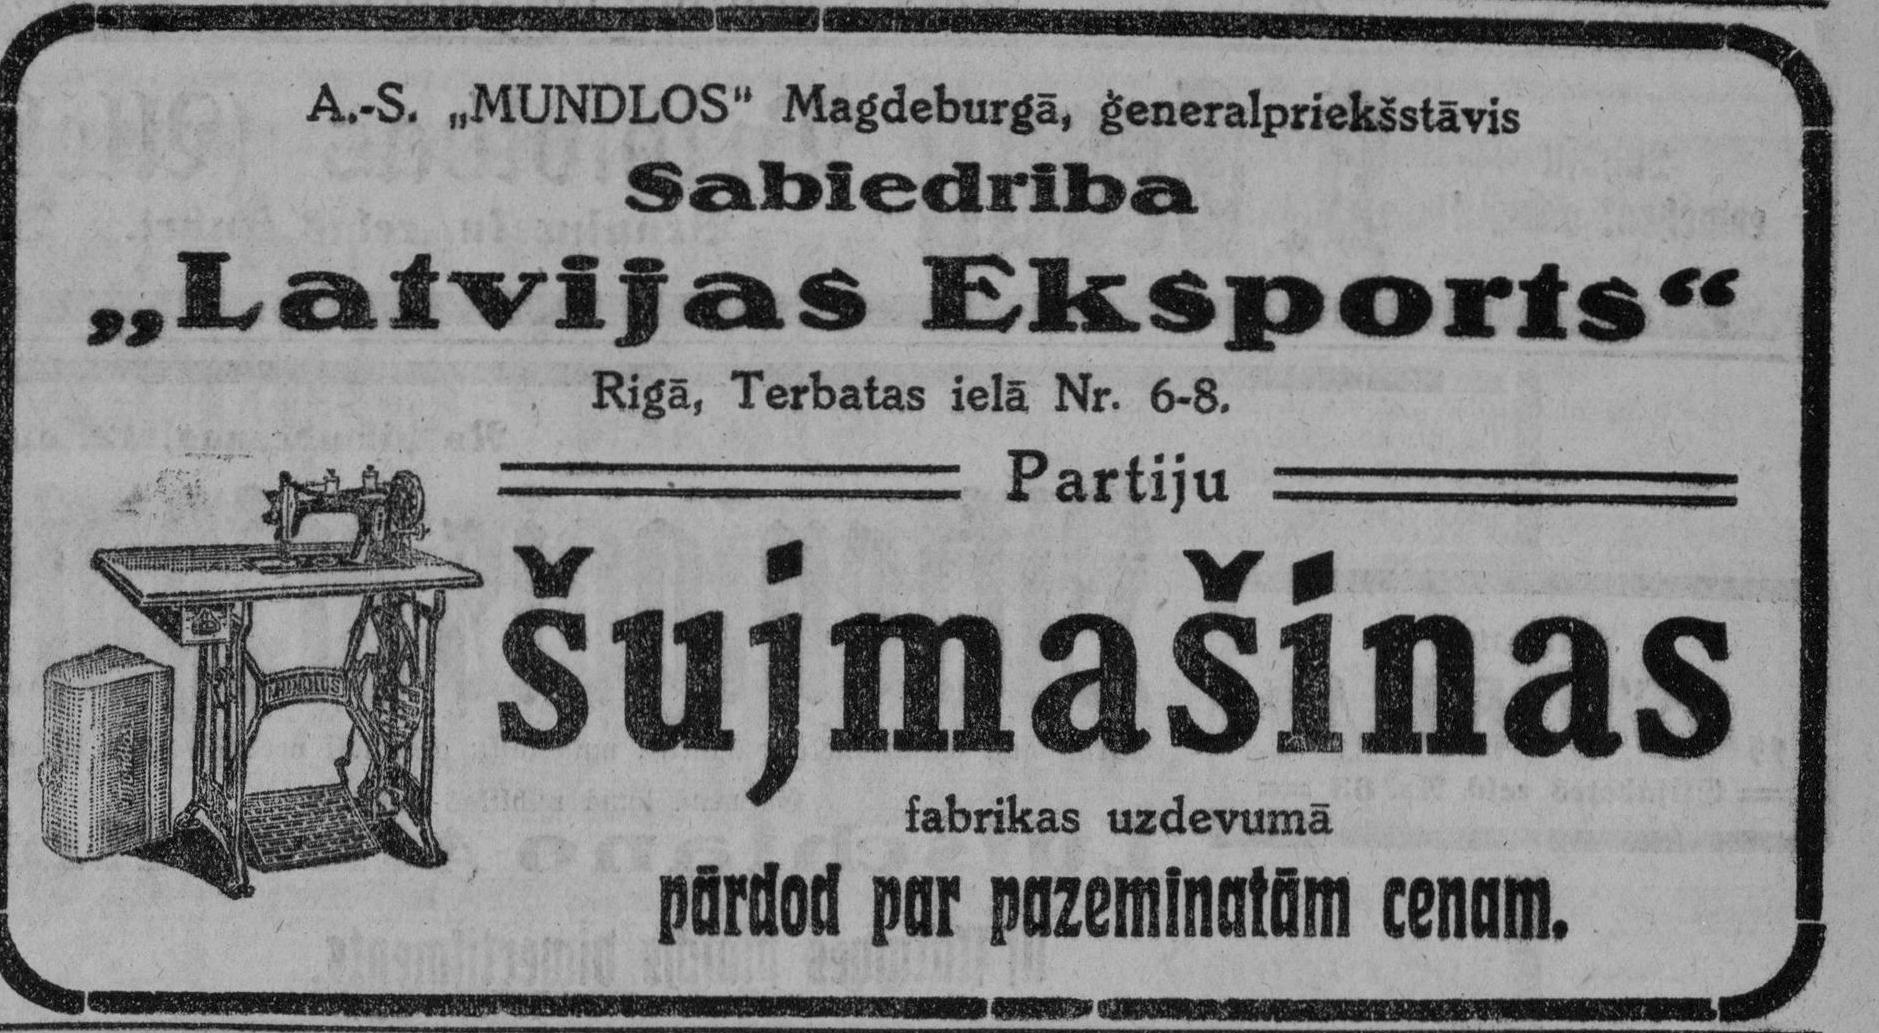 A.-S. „MUNDLOS“ Magdeburgā, ģeneralpriekšstāvis
Sabiedriba
„Latvijas Eksports“
Rigā, Terbatas ielā Nr. 6-8.
Partiju
šujmašinas
fabrikas uzdevumā
pārdod par pazeminatām cenam.